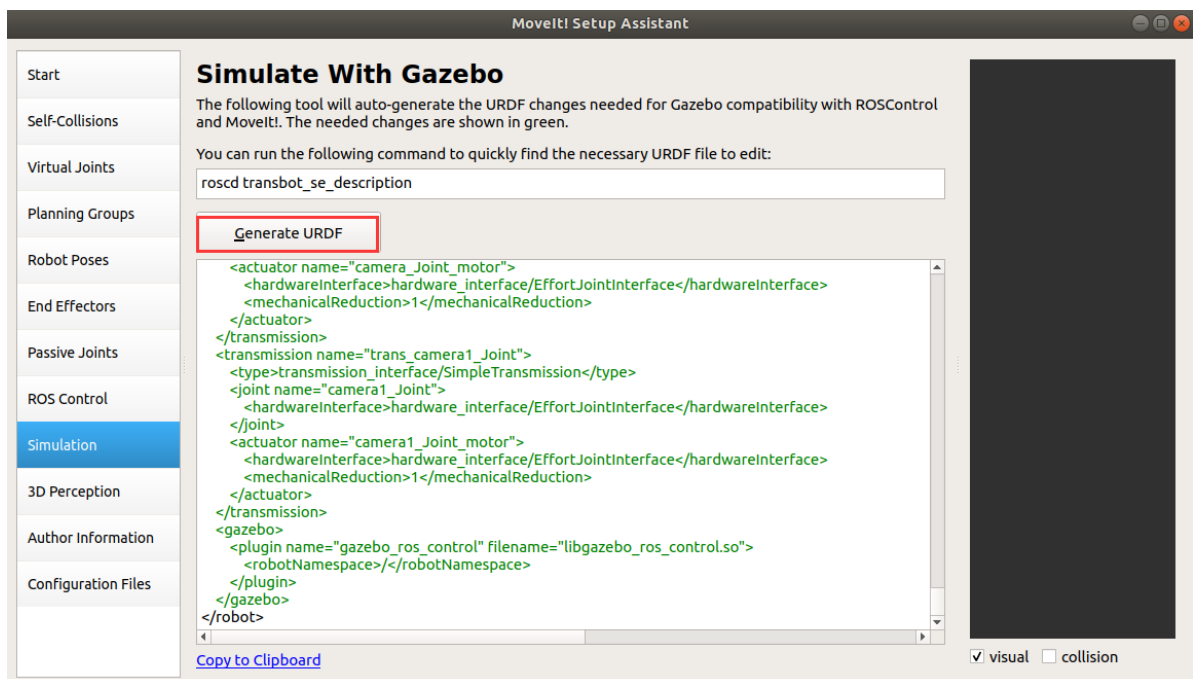 MoveIt! Setup Assistant
Start
Self-Collisions
Virtual Joints
Planning Groups
Robot Poses
End Effectors
Passive Joints
ROS Control
Simulation
3D Perception
Author Information
Configuration Files
Simulate With Gazebo
The following tool will auto-generate the URDF changes needed for Gazebo compatibility with ROSControl
and MoveIt!. The needed changes are shown in green.
You can run the following command to quickly find the necessary URDF file to edit:
roscd transbot_se_description
Generate URDF
<actuator name="camera_Joint_motor">
<hardwareInterface>hardware_interface/EffortJointInterface</hardwareInterface>
<mechanicalReduction>1</mechanicalReduction>
</actuator>
</transmission>
<transmission name="trans_camera1_Joint">
<type>transmission_interface/SimpleTransmission</type>
<joint name="camera1_Joint">
<hardwareInterface>hardware_interface/EffortJointInterface</hardwareInterface>
</joint>
<actuator name="camera1_Joint_motor">
<hardwareInterface>hardware_interface/EffortJointInterface</hardwareInterface>
<mechanicalReduction>1</mechanicalReduction>
</actuator>
</transmission>
<gazebo>
<plugin name="gazebo_ros_control" filename="libgazebo_ros_control.so">
<robotNamespace>/</robotNamespace>
</plugin>
</gazebo>
</robot>
Copy to Clipboard
visual
collision